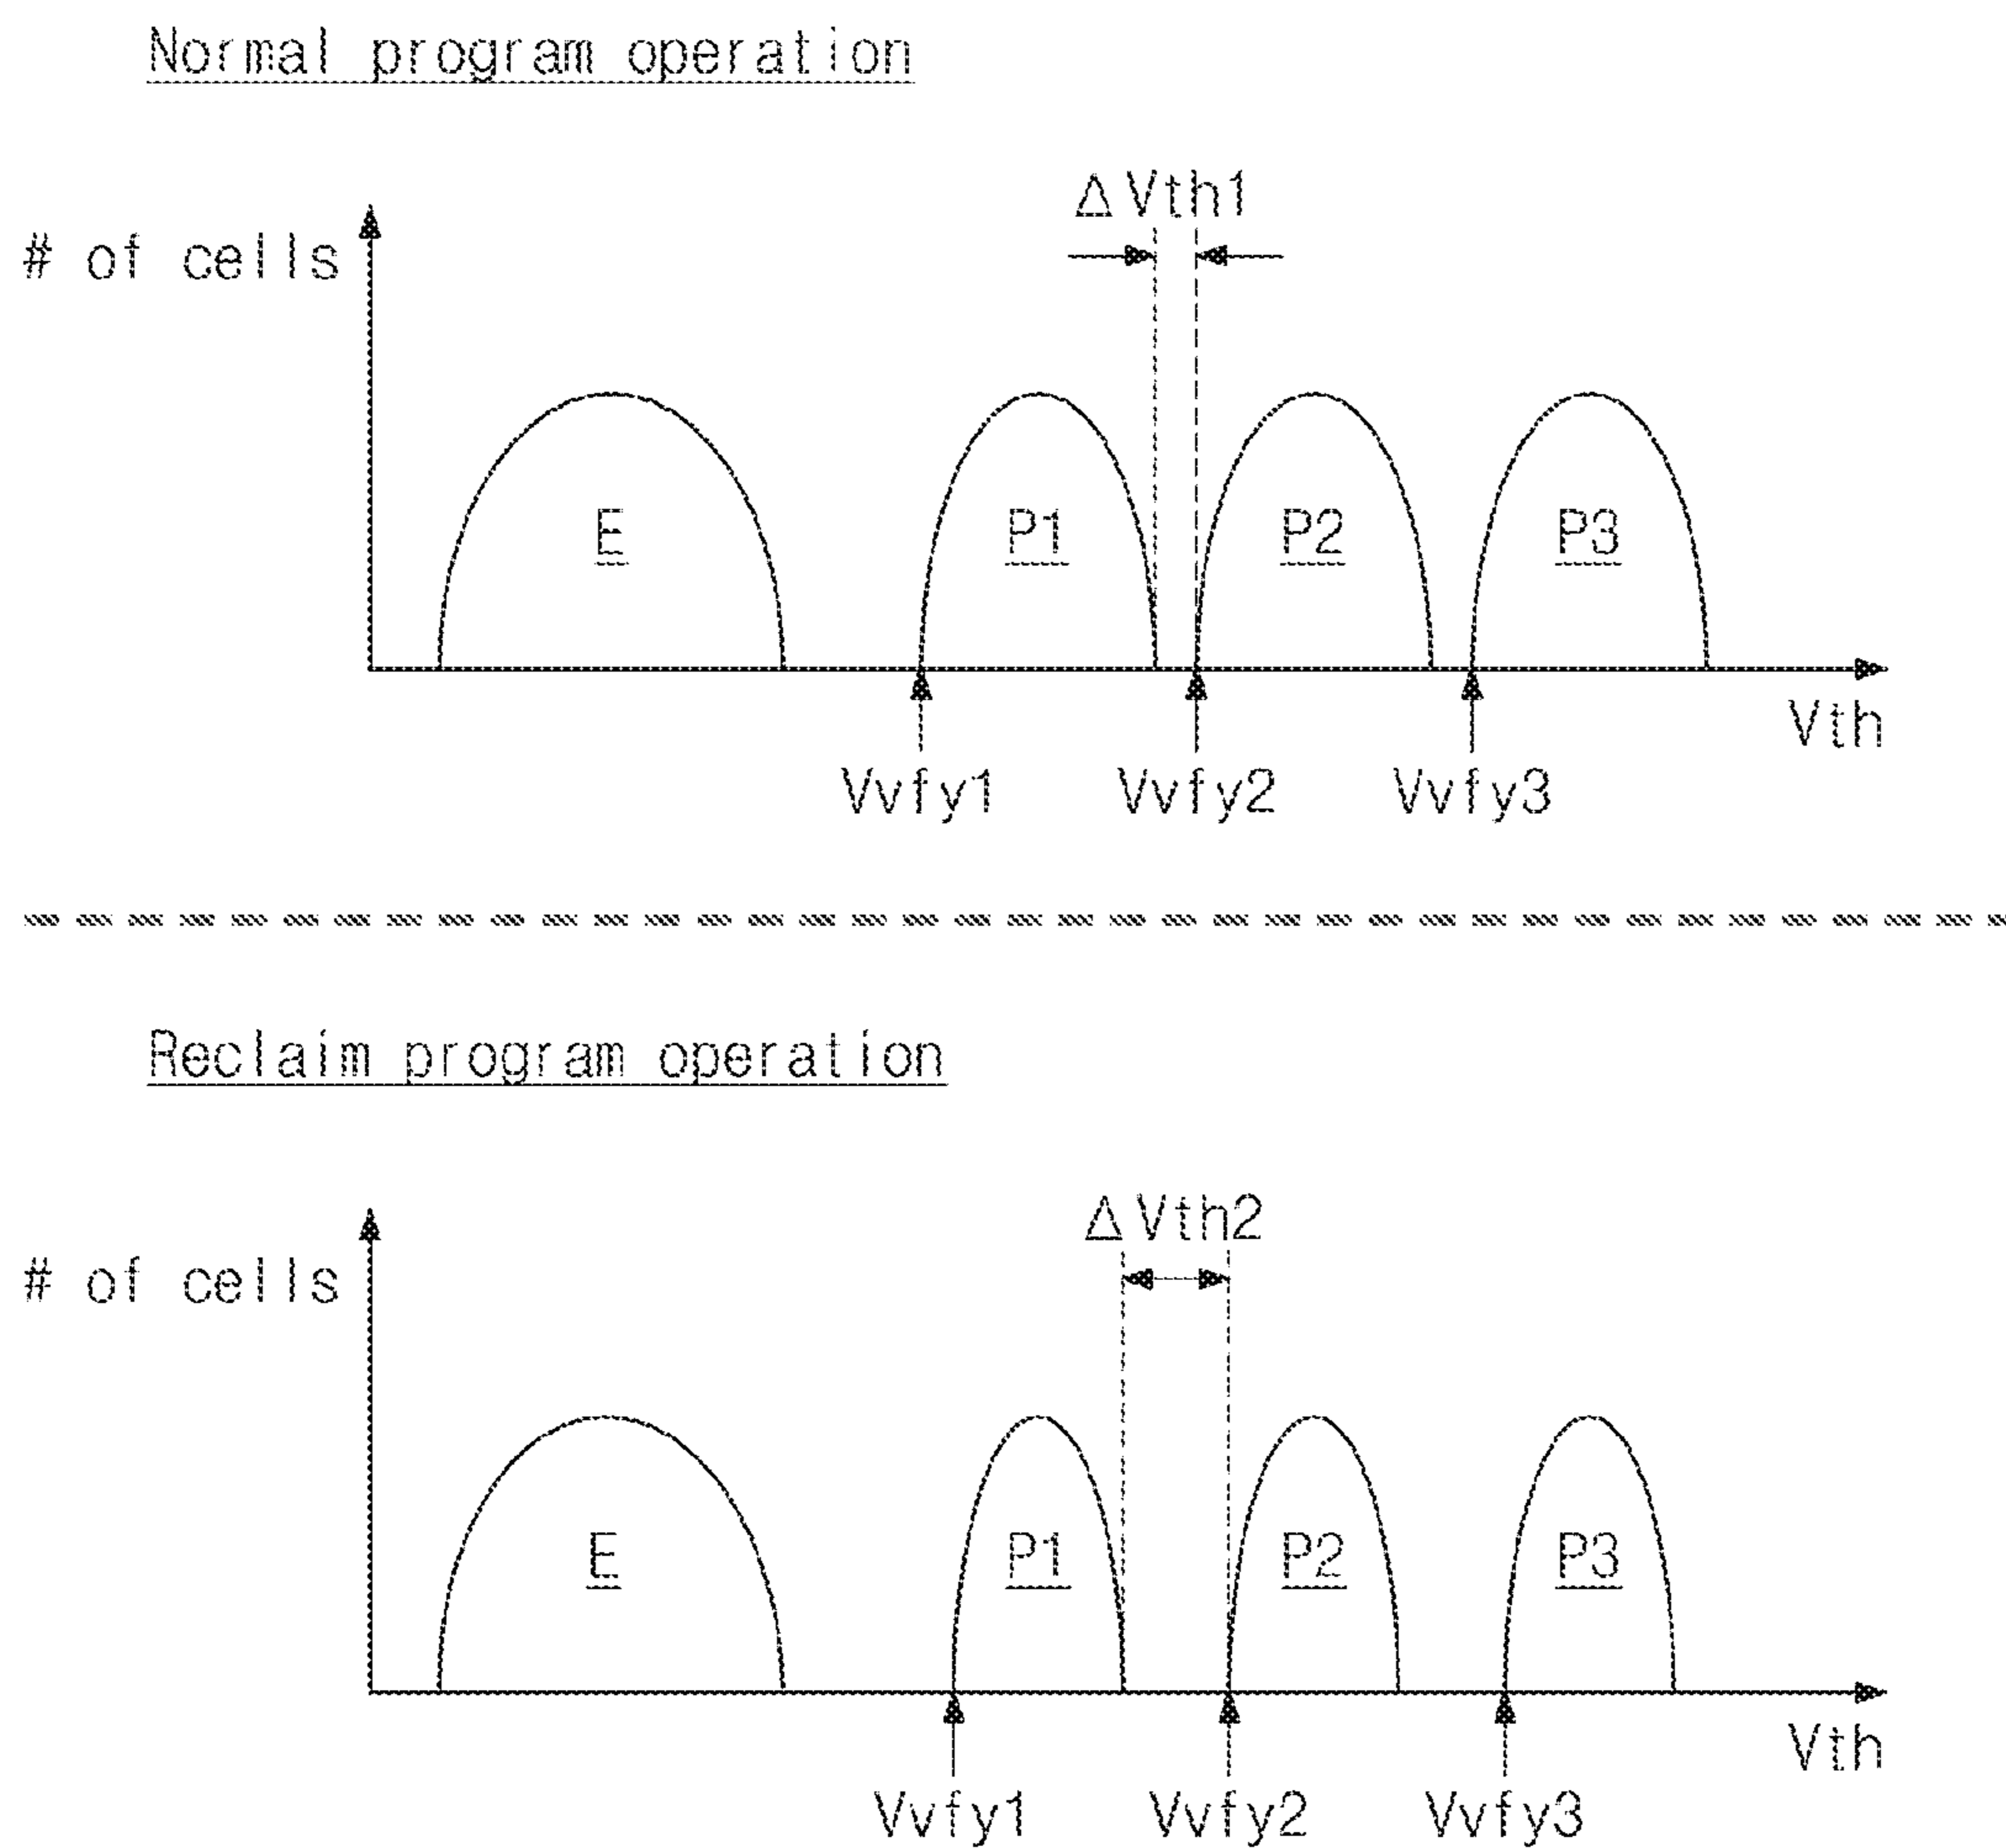 Normal program operation
ΔVth1
# of cells
E
P1
P2
P3
Vth
Vvfy1
Vvfy2
Vvfy3
Reclaim program operation
ΔVth2
# of cells
E
P1
P2
P3
Vth
Vvfy1
Vvfy2
Vvfy3